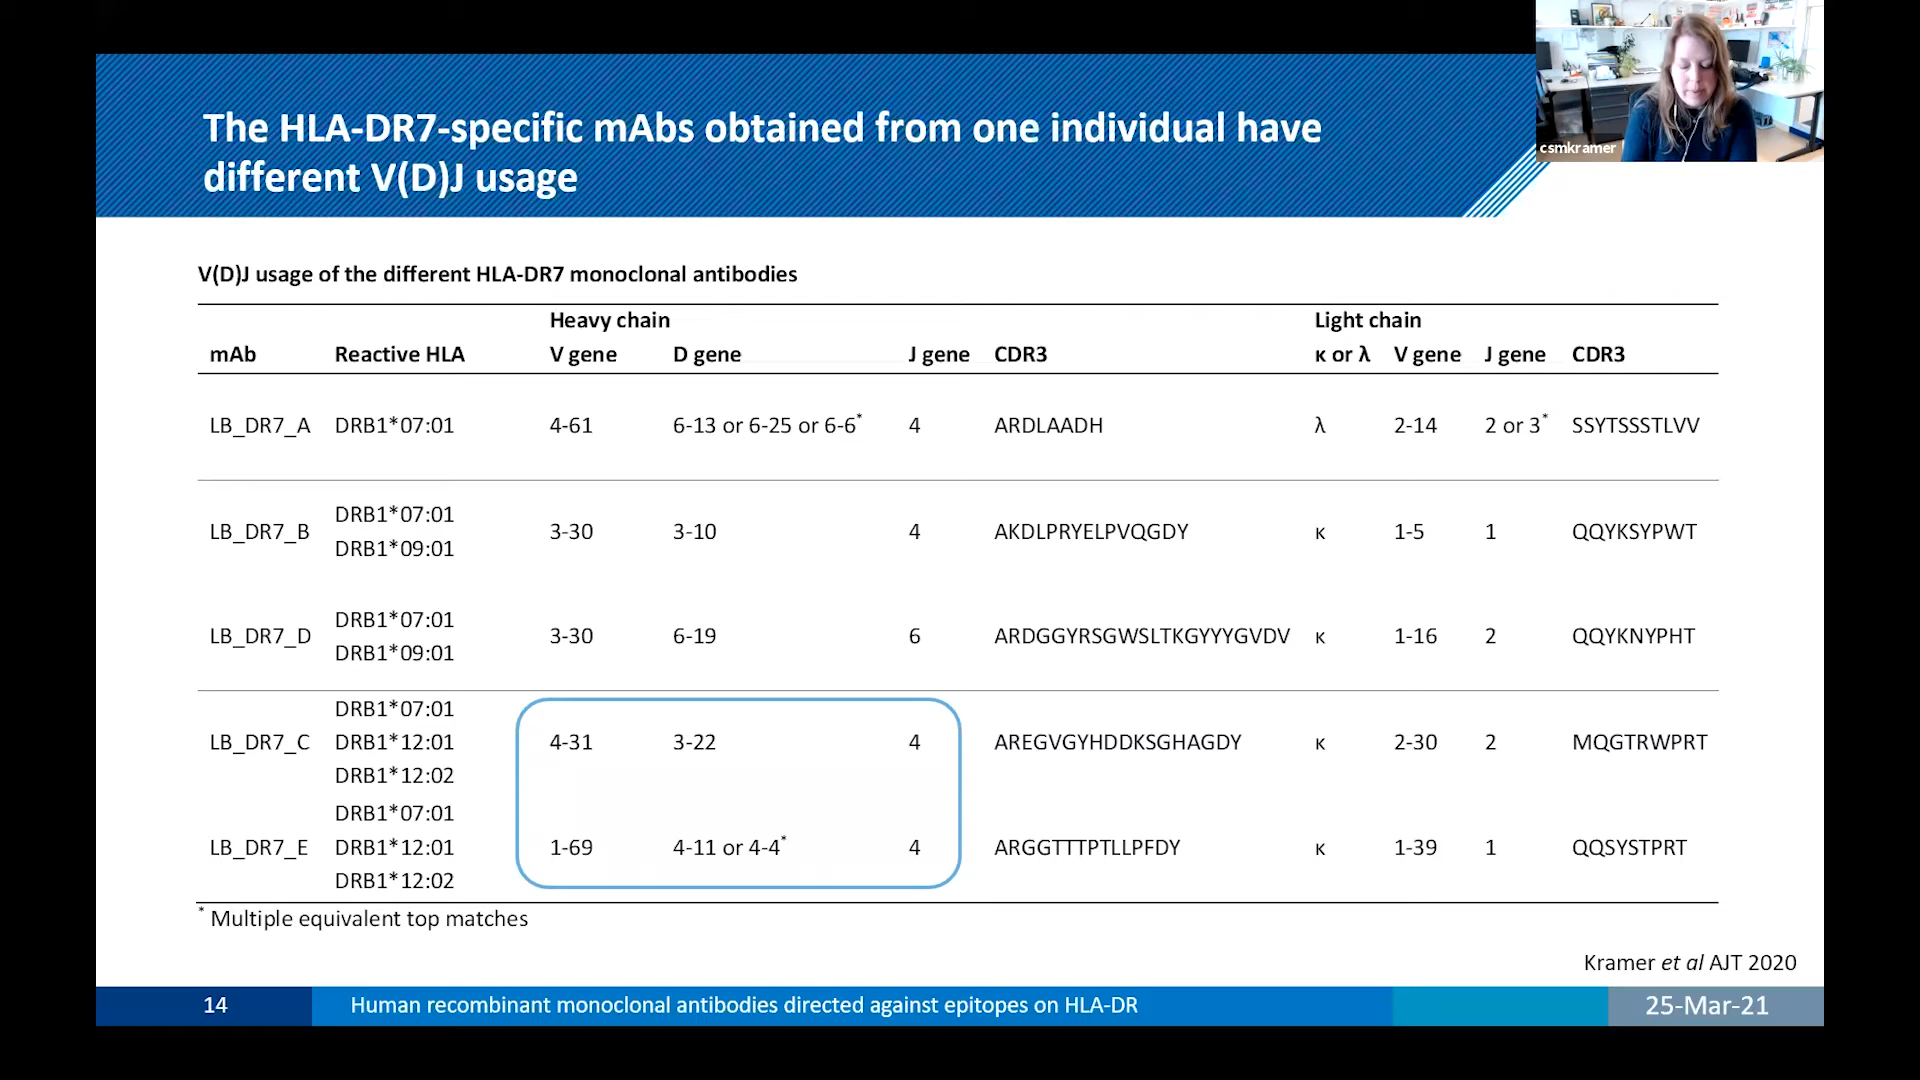 csmkramer
The HLA-DR7-specific mAbs obtained from one individual have
different V(D)J usage
V(D)J usage of the different HLA-DR7 monoclonal antibodies
Heavy chain Light chain
mAb Reactive HLA V gene D gene J gene CDR3 κ or λ V gene J gene CDR3
LB_DR7_A DRB1*07:01 4-61 6-13 or 6-25 or 6-6* 4 ARDLAADH λ 2-14 2 or 3* SSYTSSSTLVV
DRB1*07:01
LB_DR7_B 3-30 3-10 4 AKDLPRYELPVQGDY κ 1-5 1 QQYKSYPWT
DRB1*09:01
DRB1*07:01
LB_DR7_D 3-30 6-19 6 ARDGGYRSGWSLTKGYYYGVDV κ 1-16 2 QQYKNYPHT
DRB1*09:01
DRB1*07:01
LB_DR7_C DRB1*12:01 4-31 3-22 4 AREGVGYHDDKSGHAGDY κ 2-30 2 MQGTRWPRT
DRB1*12:02
DRB1*07:01
LB_DR7_E DRB1*12:01 1-69 4-11 or 4-4* 4 ARGGTTTPTLLPFDY κ 1-39 1 QQSYSTPRT
DRB1*12:02
* Multiple equivalent top matches
Kramer et al AJT 2020
14 Human recombinant monoclonal antibodies directed against epitopes on HLA-DR 25-Mar-21